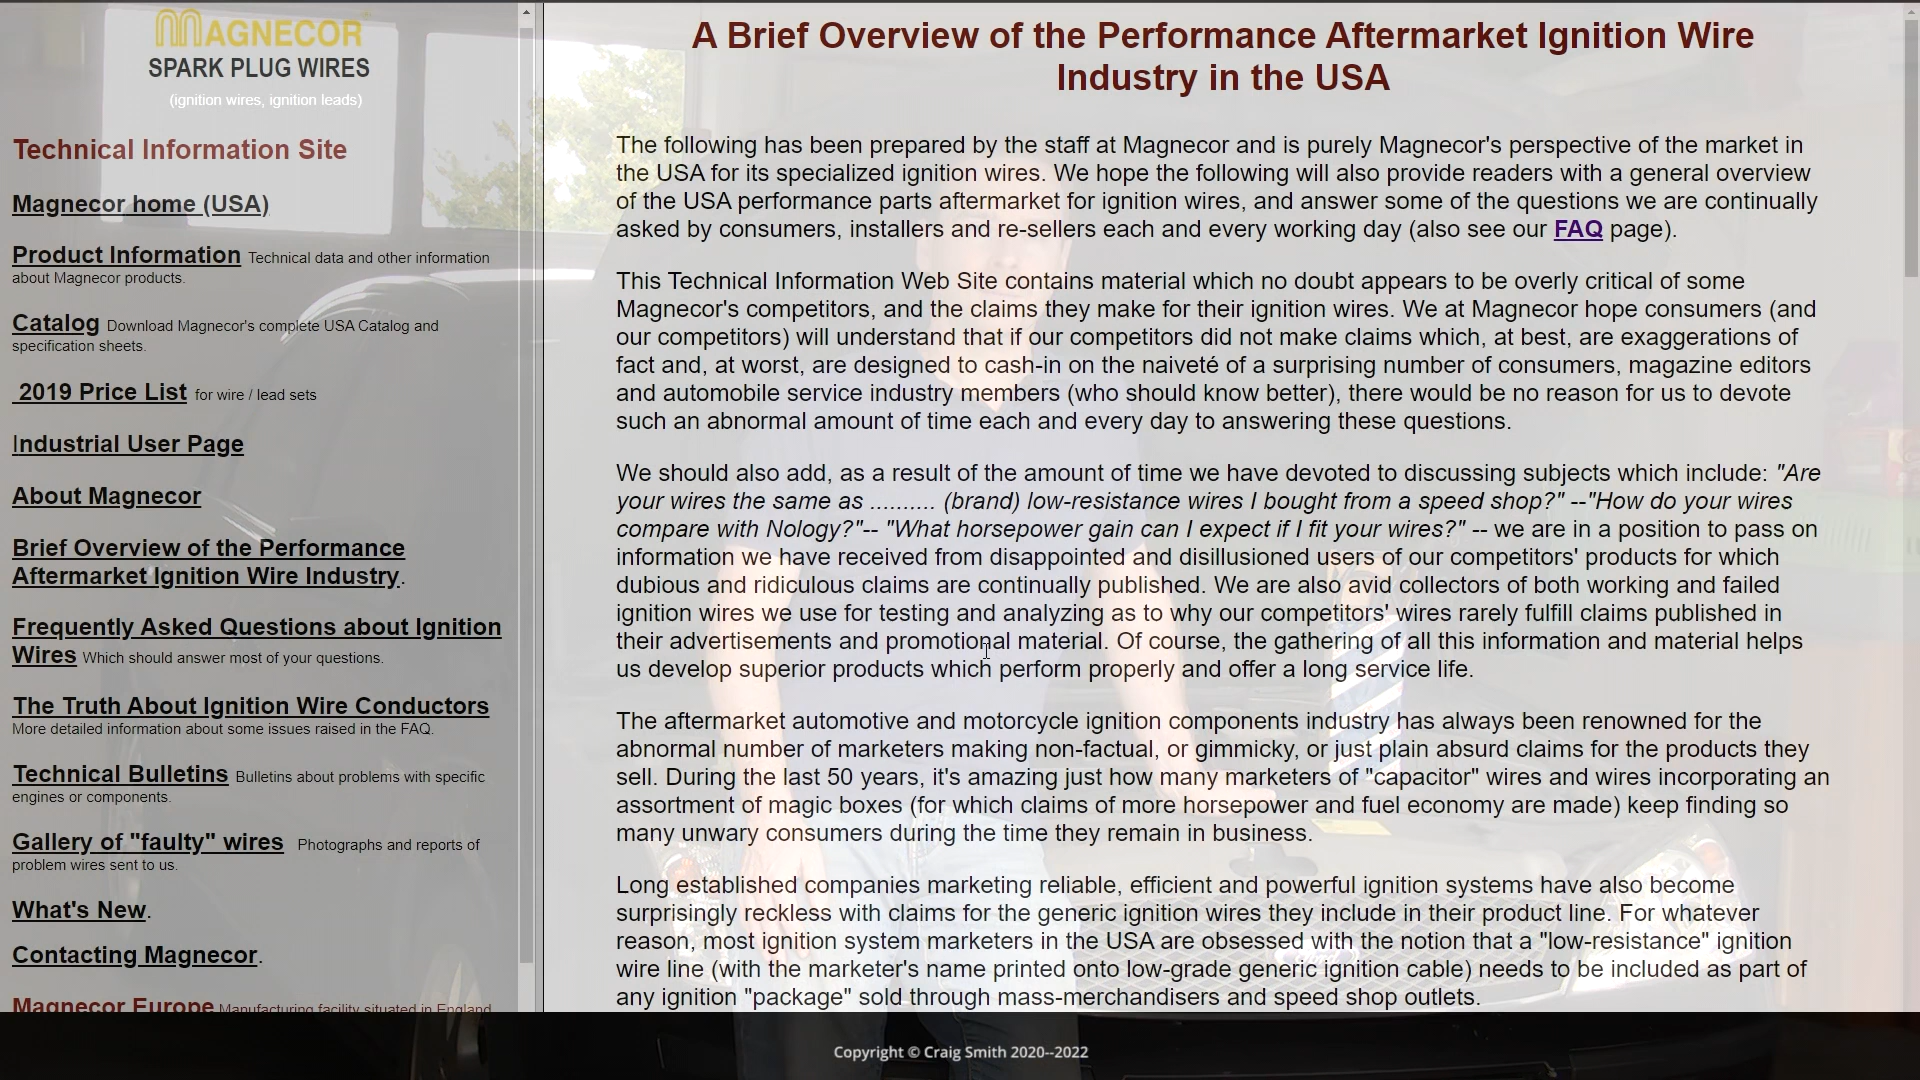 MAGNECOR
SPARK PLUG WIRES
(ignition wires, ignition leads)
Technical Information Site
Magnecor home (USA)
Product Information Technical data and other information
about Magnecor products.
Catalog Download Magnecor's complete USA Catalog and
specification sheets.
2019 Price List for wire / lead sets
Industrial User Page
About Magnecor
Brief Overview of the Performance
Aftermarket Ignition Wire Industry.
Frequently Asked Questions about Ignition
Wires Which should answer most of your questions.
The Truth About Ignition Wire Conductors
More detailed information about some issues raised in the FAQ.
Technical Bulletins Bulletins about problems with specific
engines or components.
Gallery of "faulty" wires Photographs and reports of
problem wires sent to us.
What's New.
Contacting Magnecor.
Magnecor Europe Manufacturing facility situated in England
A Brief Overview of the Performance Aftermarket Ignition Wire
Industry in the USA
The following has been prepared by the staff at Magnecor and is purely Magnecor's perspective of the market in
the USA for its specialized ignition wires. We hope the following will also provide readers with a general overview
of the USA performance parts aftermarket for ignition wires, and answer some of the questions we are continually
asked by consumers, installers and re-sellers each and every working day (also see our FAQ page).
This Technical Information Web Site contains material which no doubt appears to be overly critical of some
Magnecor's competitors, and the claims they make for their ignition wires. We at Magnecor hope consumers (and
our competitors) will understand that if our competitors did not make claims which, at best, are exaggerations of
fact and, at worst, are designed to cash-in on the naiveté of a surprising number of consumers, magazine editors
and automobile service industry members (who should know better), there would be no reason for us to devote
such an abnormal amount of time each and every day to answering these questions.
We should also add, as a result of the amount of time we have devoted to discussing subjects which include: "Are
your wires the same as .......... (brand) low-resistance wires I bought from a speed shop?" --"How do your wires
compare with Nology?"-- "What horsepower gain can I expect if I fit your wires?" -- we are in a position to pass on
information we have received from disappointed and disillusioned users of our competitors' products for which
dubious and ridiculous claims are continually published. We are also avid collectors of both working and failed
ignition wires we use for testing and analyzing as to why our competitors' wires rarely fulfill claims published in
their advertisements and promotional material. Of course, the gathering of all this information and material helps
us develop superior products which perform properly and offer a long service life.
The aftermarket automotive and motorcycle ignition components industry has always been renowned for the
abnormal number of marketers making non-factual, or gimmicky, or just plain absurd claims for the products they
sell. During the last 50 years, it's amazing just how many marketers of "capacitor" wires and wires incorporating an
assortment of magic boxes (for which claims of more horsepower and fuel economy are made) keep finding so
many unwary consumers during the time they remain in business.
Long established companies marketing reliable, efficient and powerful ignition systems have also become
surprisingly reckless with claims for the generic ignition wires they include in their product line. For whatever
reason, most ignition system marketers in the USA are obsessed with the notion that a "low-resistance" ignition
wire line (with the marketer's name printed onto low-grade generic ignition cable) needs to be included as part of
any ignition "package" sold through mass-merchandisers and speed shop outlets.
Copyright © Craig Smith 2020--2022